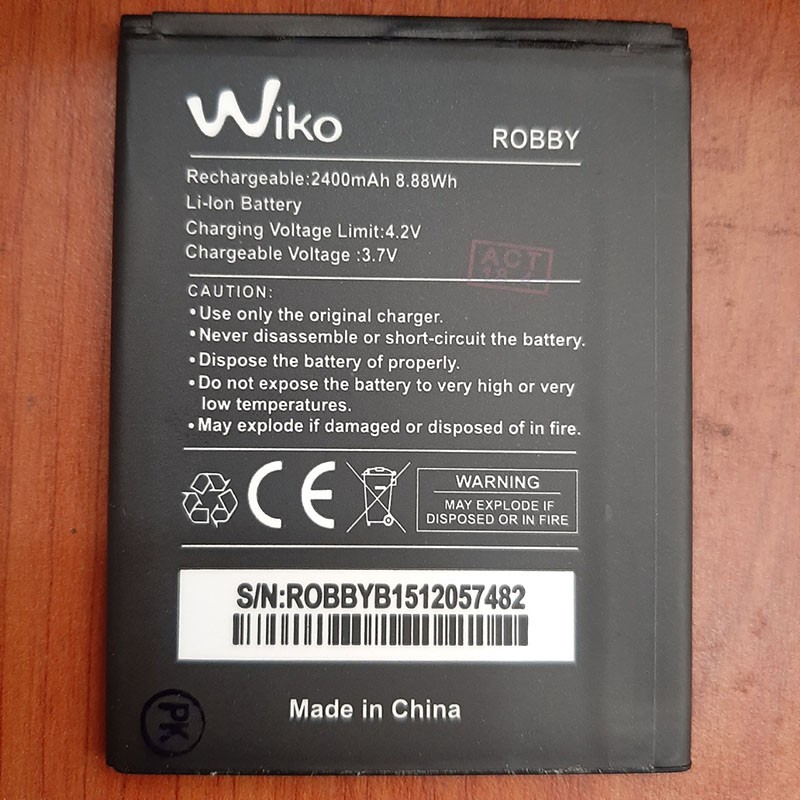 Wiko
ROBBY
Rechargeable:2400mAh 8.88Wh
Li-Ion Battery
Charging Voltage Limit:4.2V
Chargeable Voltage :3.7V
ACT
CAUTION:
•Use only the original charger.
•Never disassemble or short-circuit the battery.
•Dispose the battery of properly.
•Do not expose the battery to very high or very
low temperatures.
•May explode if damaged or disposed of in fire.
CE
WARNING
MAY EXPLODE IF
DISPOSED OR IN FIRE
S/N:ROBBYB1512057482
Made in China
PK